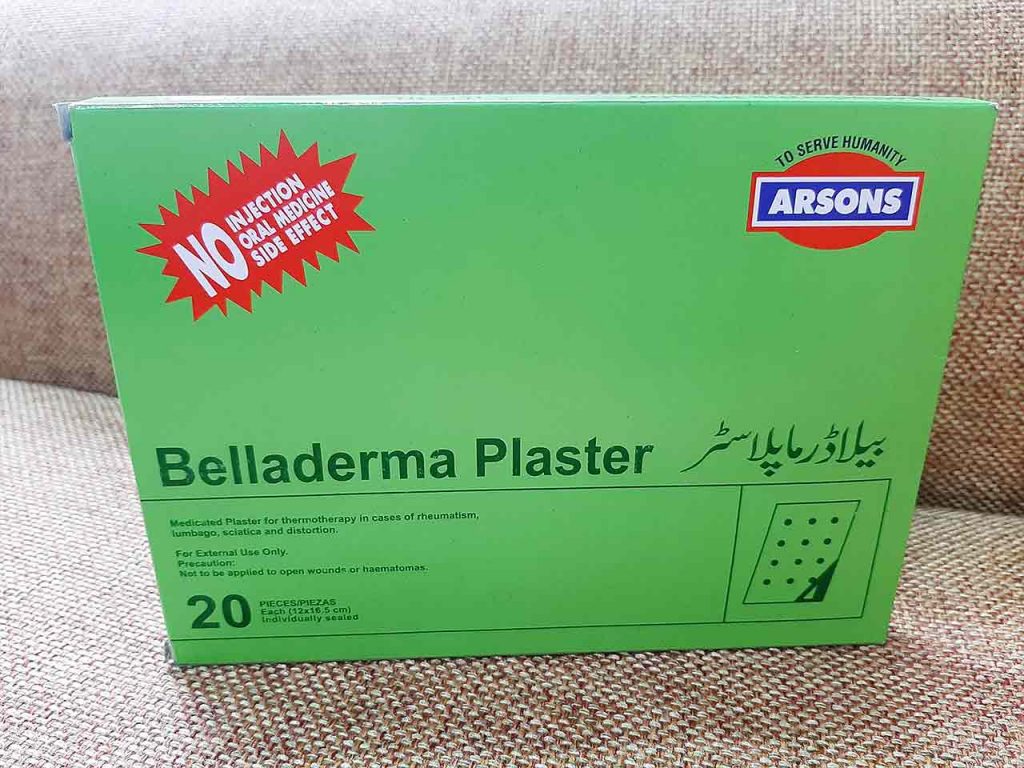 NO
INJECTION
ORAL MEDICINE
SIDE EFFECT
TO SERVE HUMANITY
ARSONS
Belladerma Plaster
بیلاڈرما پلاسٹر
Medicated Plaster for thermotherapy in cases of rheumatism,
lumbago, sciatica and distortion.
For External Use Only.
Precaution:
Not to be applied to open wounds or haematomas.
20
PIECES/PIEZAS
Each (12x16.5 cm)
Individually sealed